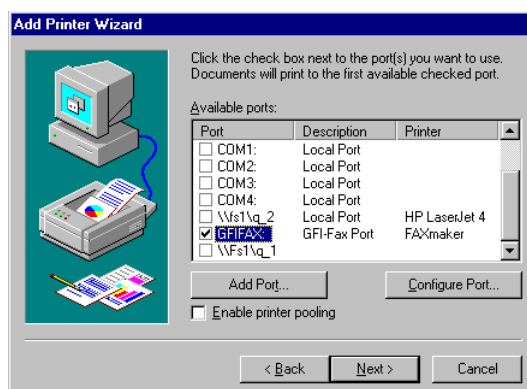 Add Printer Wizard
Click the check box next to the port(s) you want to use.
Documents will print to the first available checked port.
Available ports:
Port Description Printer
COM1: Local Port
COM2: Local Port
COM3: Local Port
COM4: Local Port
\\fs1\q_2 Local Port HP LaserJet 4
GFIFAX: GFI-Fax Port FAXmaker
\\Fs1\q_1
Add Port... Configure Port...
Enable printer pooling
< Back Next > Cancel